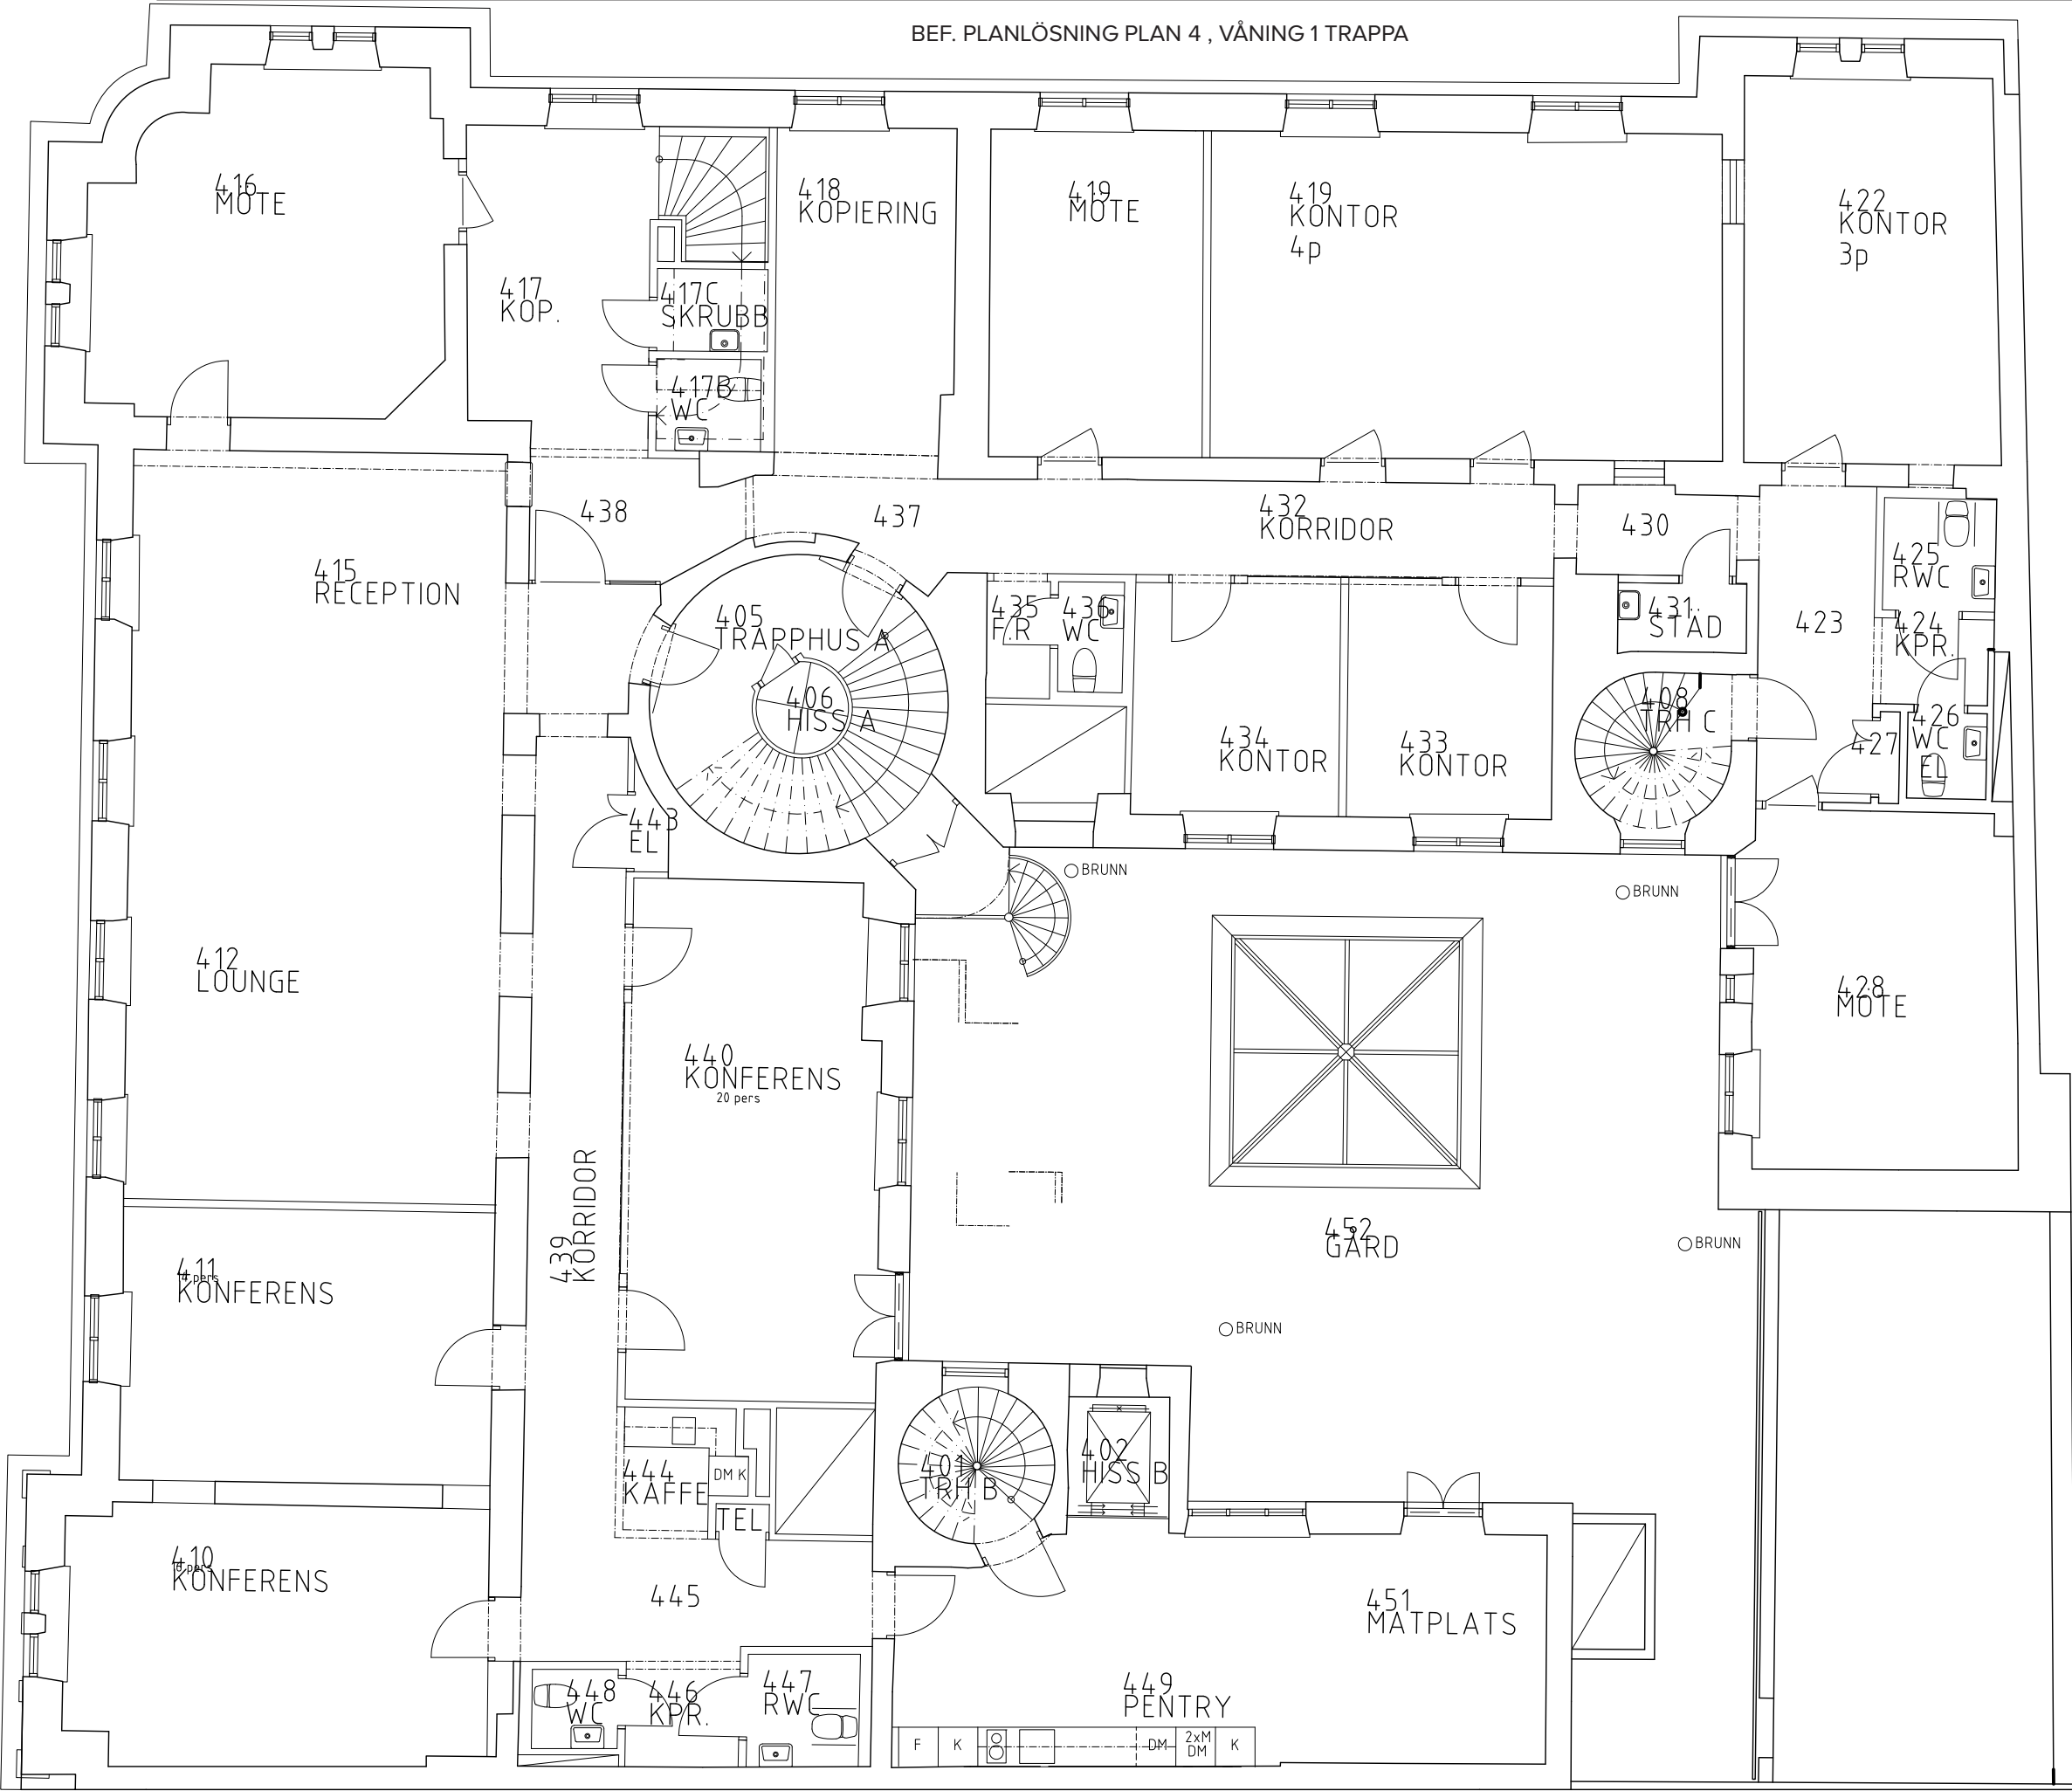 BEF. PLANLÖSNING PLAN 4 , VÅNING 1 TRAPPA
416
MÖTE
418
KOPIERING
419
MÖTE
419
KONTOR
4p
422
KONTOR
3p
417
KOP.
417C
SKRUBB
417B
WC
438
437
432
KORRIDOR
430
415
RECEPTION
425
RWC
435
F.R
436
WC
431
STÄD
423
424
KPR.
405
TRAPPHUS A
406
HISS A
408
TRH C
434
KONTOR
433
KONTOR
427
426
WC
EL
443
EL
BRUNN
BRUNN
412
LOUNGE
428
MÖTE
440
KONFERENS
20 pers
439
KORRIDOR
452
GÅRD
BRUNN
411
4 pers
KONFERENS
BRUNN
444
KAFFE
DM K
TEL
401
TRH B
402
HISS B
410
8 pers
KONFERENS
445
451
MATPLATS
448
WC
446
KPR.
447
RWC
449
PENTRY
F
K
DM
2xM
DM
K